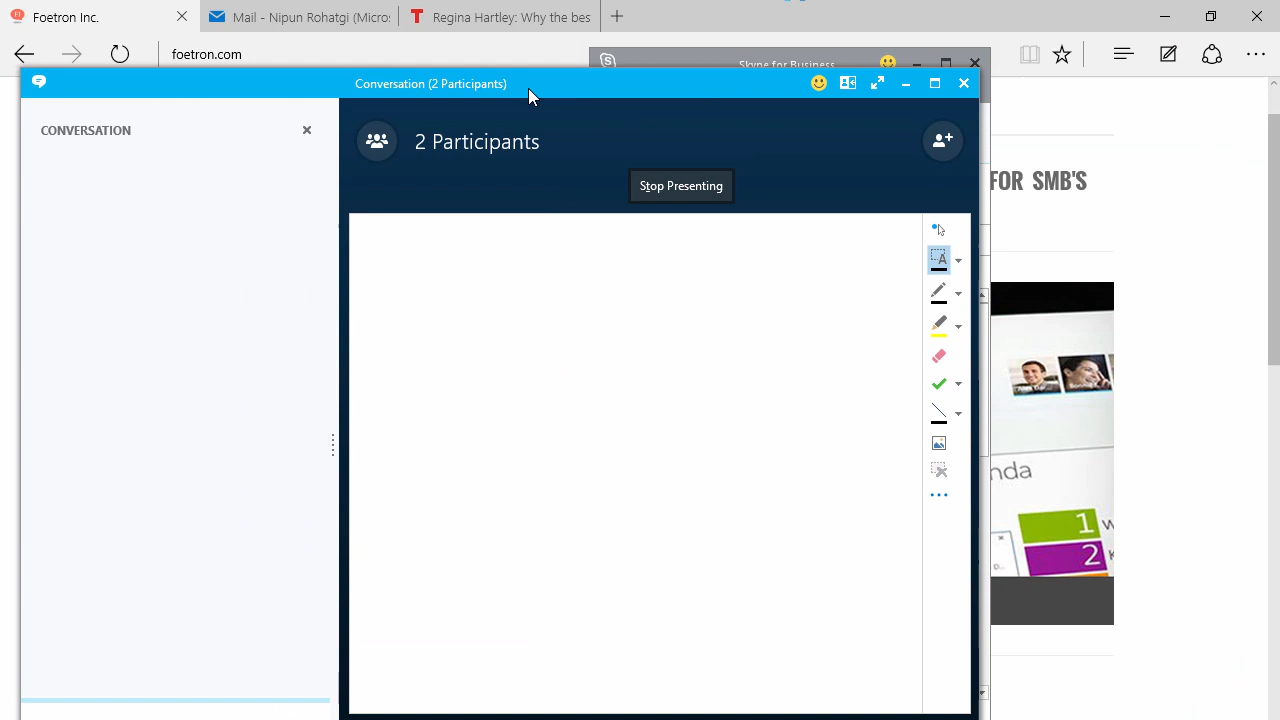 Foetron Inc.
Mail - Nipun Rohatgi (Micros
Regina Hartley: Why the bes
foetron.com
Skype for Business
Conversation (2 Participants)
CONVERSATION
2 Participants
Stop Presenting
A
FOR SMB'S
nda
1 W
2 K